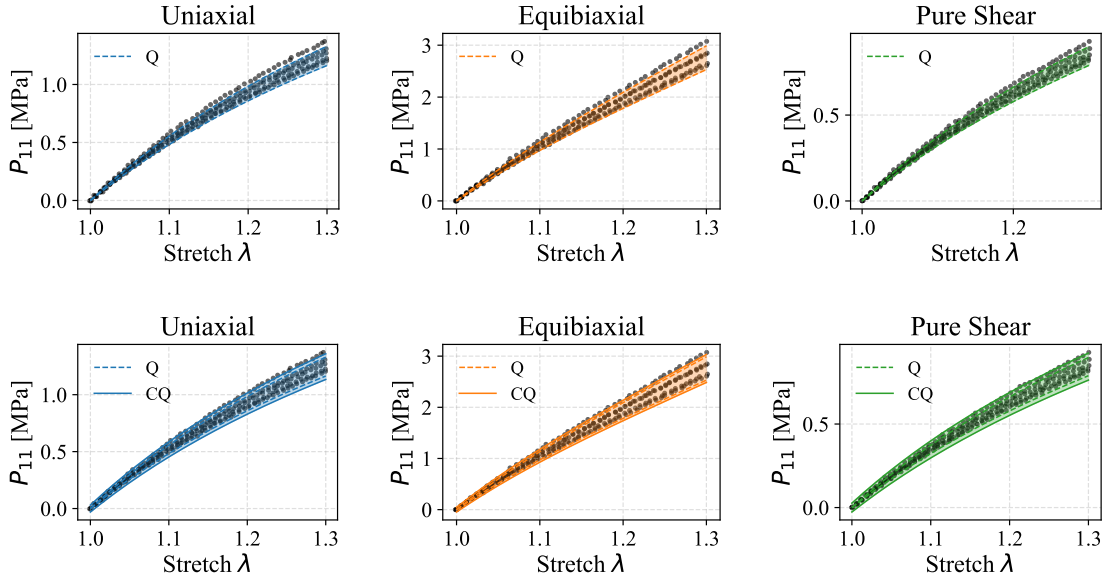 Uniaxial
Equibiaxial
Pure Shear
Q
Q
Q
P11 [MPa]
1.0
0.5
0.0
P11 [MPa]
3
2
1
0
P11 [MPa]
0.5
0.0
1.0 1.1 1.2 1.3
1.0 1.1 1.2 1.3
1.0 1.2
Stretch λ
Stretch λ
Stretch λ
Uniaxial
Equibiaxial
Pure Shear
Q
CQ
Q
CQ
Q
CQ
P11 [MPa]
1.0
0.5
0.0
P11 [MPa]
3
2
1
0
P11 [MPa]
0.5
0.0
1.0 1.1 1.2 1.3
1.0 1.1 1.2 1.3
1.0 1.1 1.2 1.3
Stretch λ
Stretch λ
Stretch λ